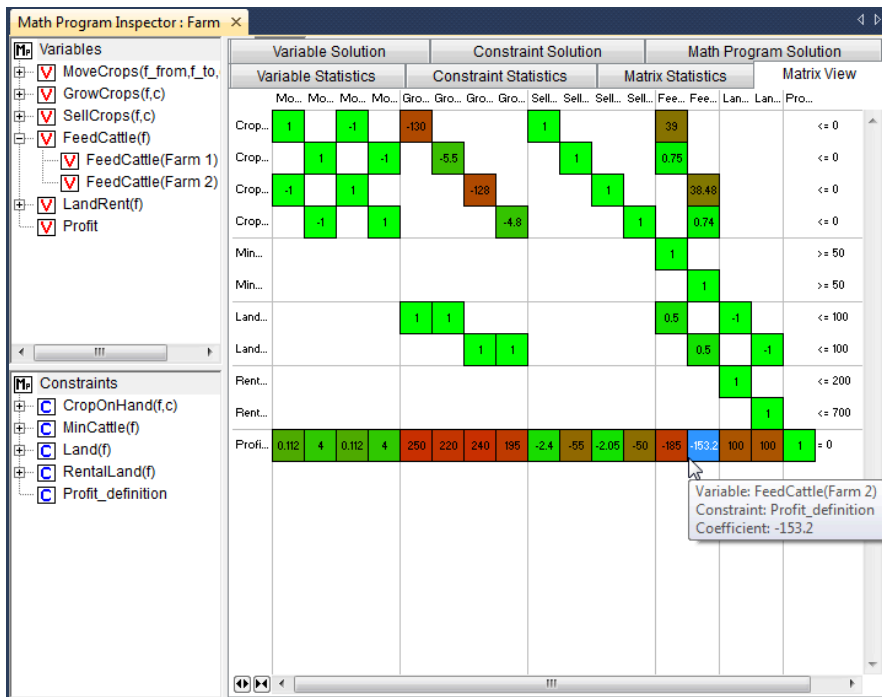 Math Program Inspector : Farm ×
Variables
MoveCrops(f_from,f_to,
GrowCrops(f,c)
SellCrops(f,c)
FeedCattle(f)
FeedCattle(Farm 1)
FeedCattle(Farm 2)
LandRent(f)
Profit
Constraints
CropOnHand(f,c)
MinCattle(f)
Land(f)
RentalLand(f)
Profit_definition
Variable Solution Constraint Solution Math Program Solution
Variable Statistics Constraint Statistics Matrix Statistics Matrix View
Mo... Mo... Mo... Mo... Gro... Gro... Gro... Gro... Sell... Sell... Sell... Sell... Fee... Fee... Lan... Lan... Pro...
Crop... 1 -1 -130 1 39 <= 0
Crop... 1 -1 -5.5 1 0.75 <= 0
Crop... -1 1 -128 1 38.48 <= 0
Crop... -1 1 -4.8 1 0.74 <= 0
Min... 1 >= 50
Min... 1 >= 50
Land... 1 1 0.5 -1 <= 100
Land... 1 1 0.5 -1 <= 100
Rent... 1 <= 200
Rent... 1 <= 700
Profi... 0.112 4 0.112 4 250 220 240 195 -2.4 -55 -2.05 -50 -185 -153.2 100 100 1 = 0
Variable: FeedCattle(Farm 2)
Constraint: Profit_definition
Coefficient: -153.2